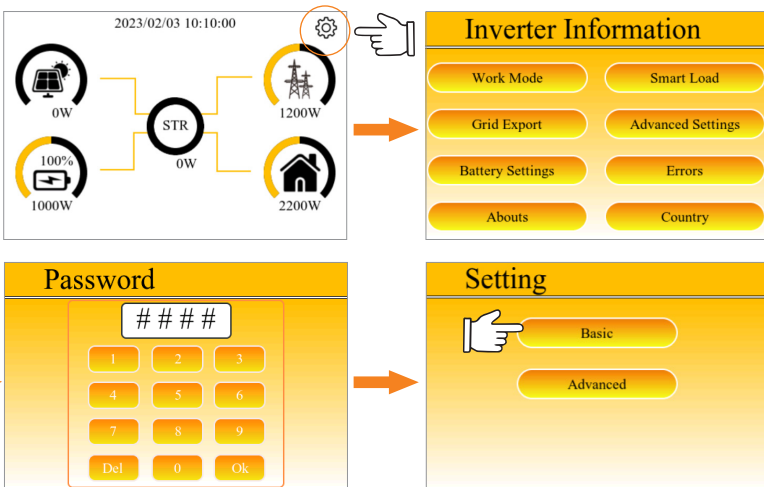 2023/02/03 10:10:00
0W
1200W
STR
0W
100%
1000W
2200W
Inverter Information
Work Mode
Smart Load
Grid Export
Advanced Settings
Battery Settings
Errors
Abouts
Country
Password
####
1 2 3
4 5 6
7 8 9
Del 0 Ok
Setting
Basic
Advanced